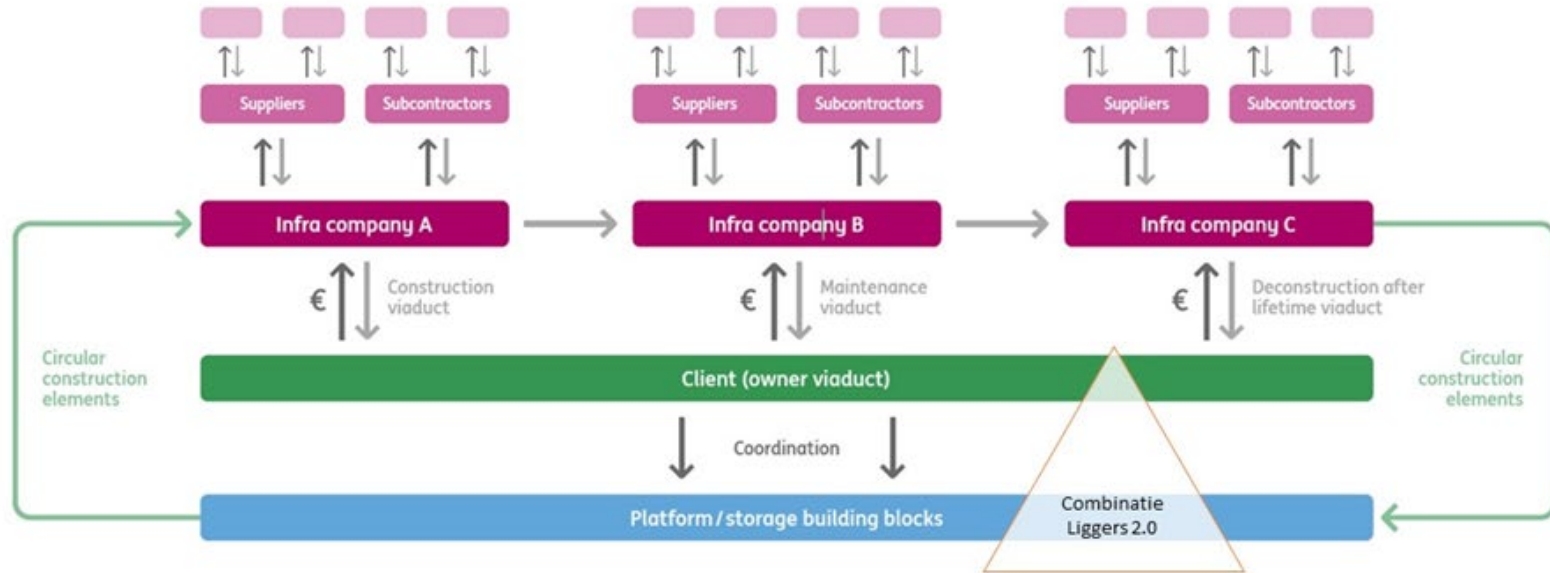 Suppliers
Subcontractors
Suppliers
Subcontractors
Suppliers
Subcontractors
Infra company A
Infra company B
Infra company C
€
Construction
viaduct
€
Maintenance
viaduct
€
Deconstruction after
lifetime viaduct
Circular
construction
elements
Client (owner viaduct)
Circular
construction
elements
Coordination
Platform/storage building blocks
Combinatie
Liggers 2.0